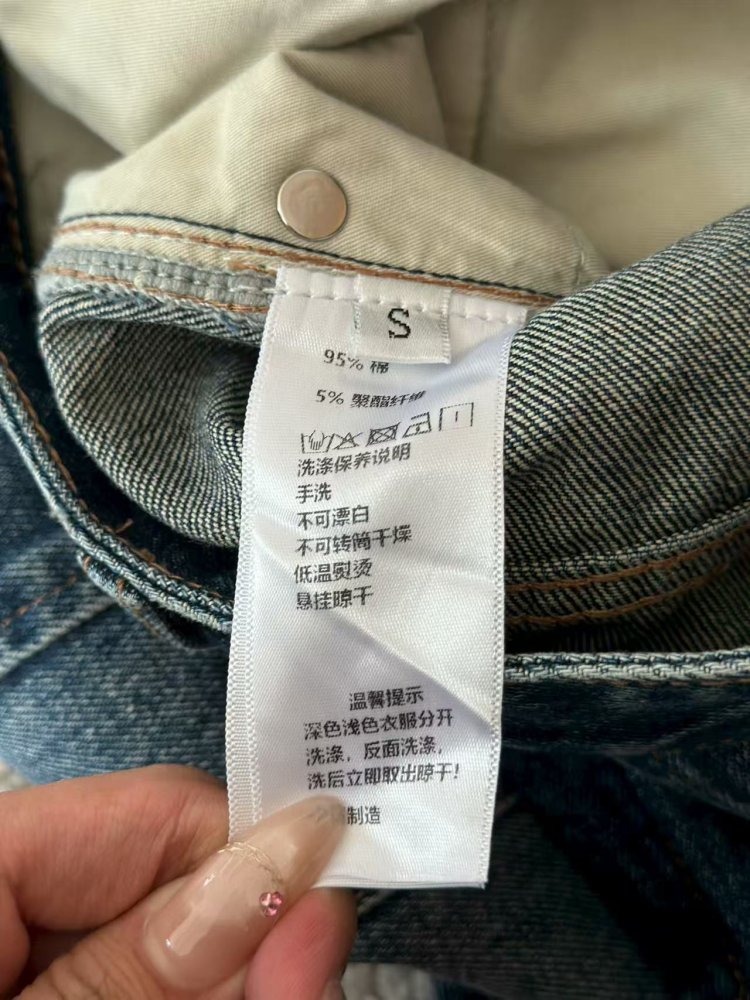 S
95% 棉
5% 聚酯纤维
洗涤保养说明
手洗
不可漂白
不可转筒干燥
低温熨烫
悬挂晾干
温馨提示
深色浅色衣服分开
洗涤，反面洗涤，
洗后立即取出晾干！
制造